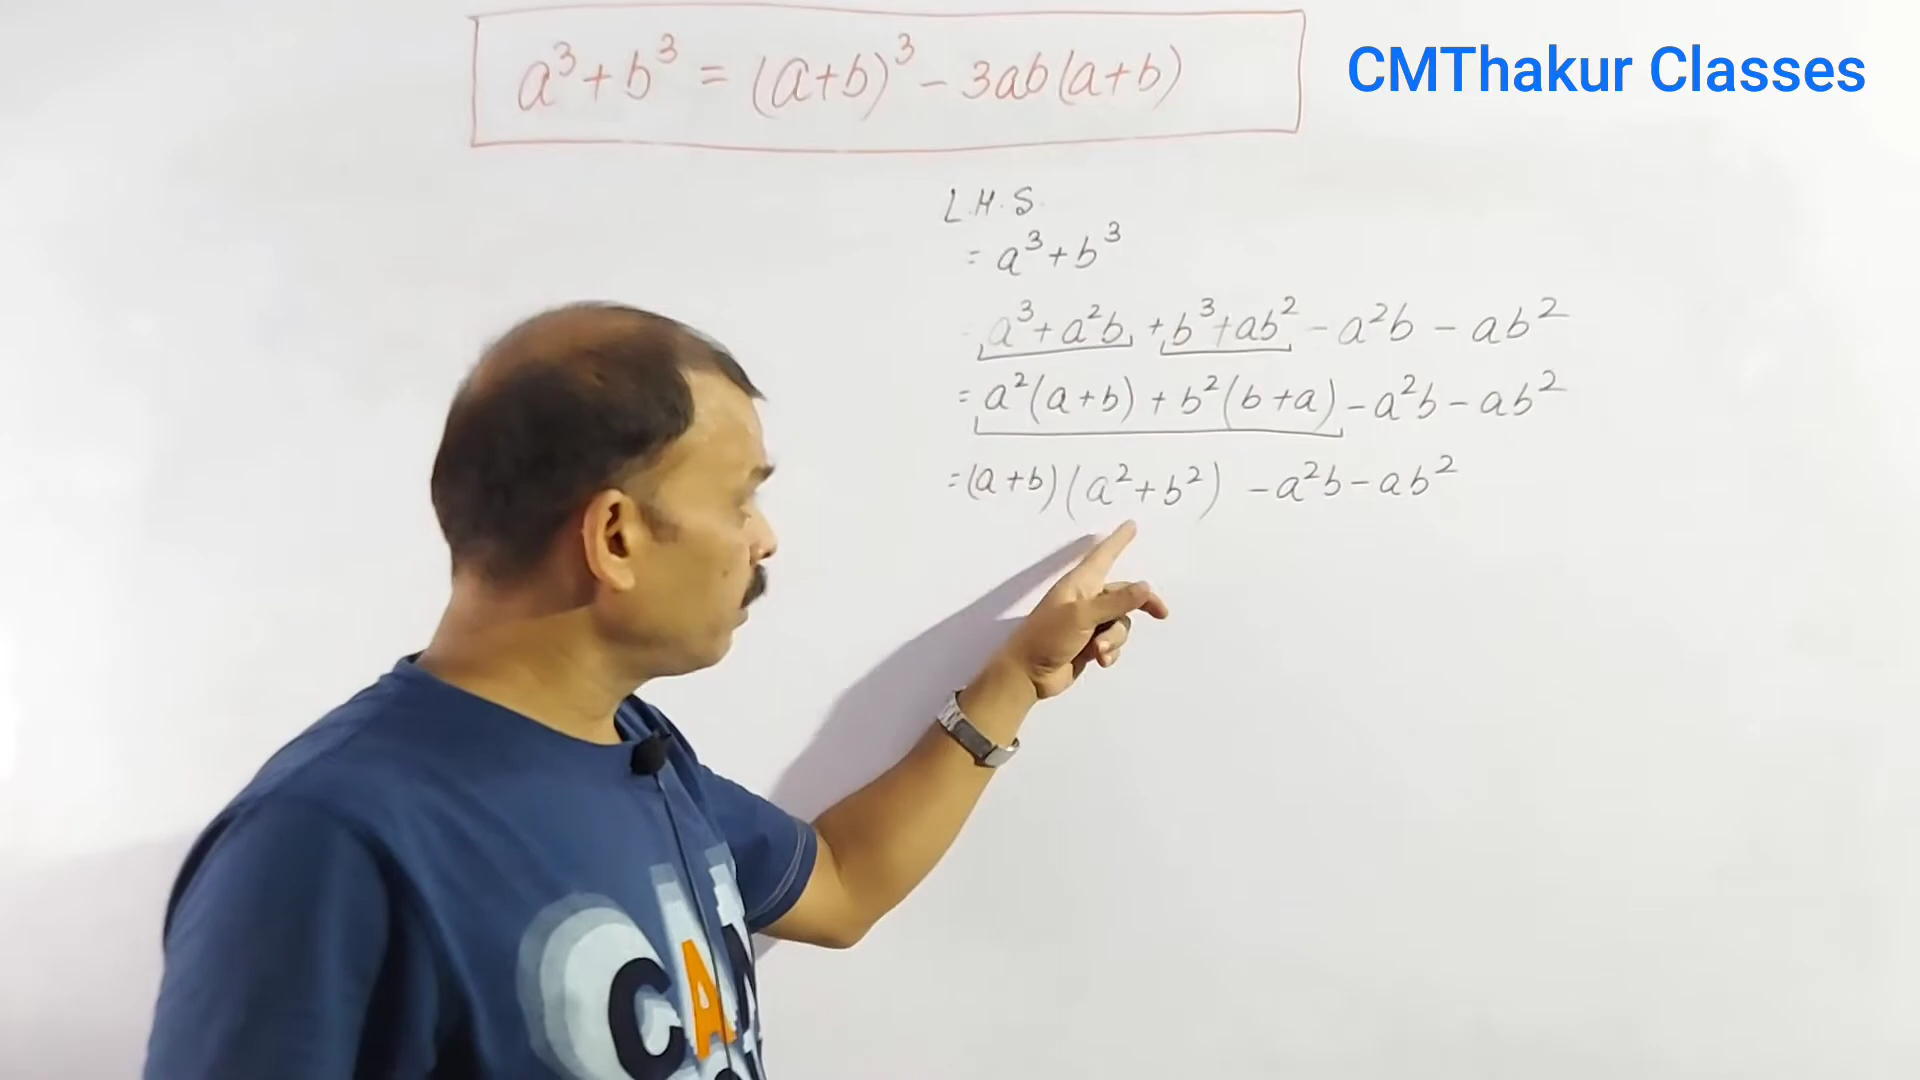 a³+b³ = (a+b)³ - 3ab(a+b)
CMThakur Classes
L.H.S.
= a³+b³
= a³+a²b + b³+ab² - a²b - ab²
= a²(a+b) + b²(b+a) - a²b - ab²
= (a+b)(a²+b²) - a²b - ab²